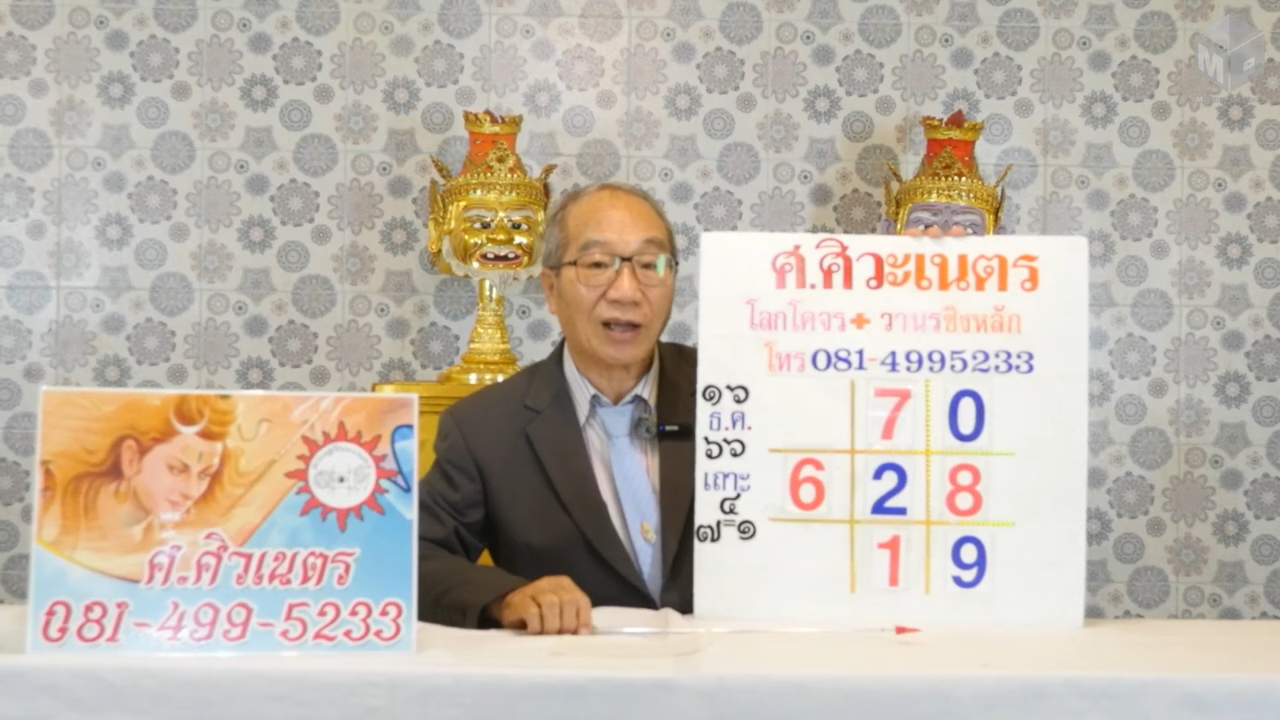 ศ.ศิวะเนตร
โลกโคจร+ วานรชิงหลัก
โทร 081-4995233
๑๖
ธ.ค.
๖๖
เถาะ
๔
๗=๑
7 0
6 2 8
1 9
ศ.ศิวเนตร
081-499-5233
M P